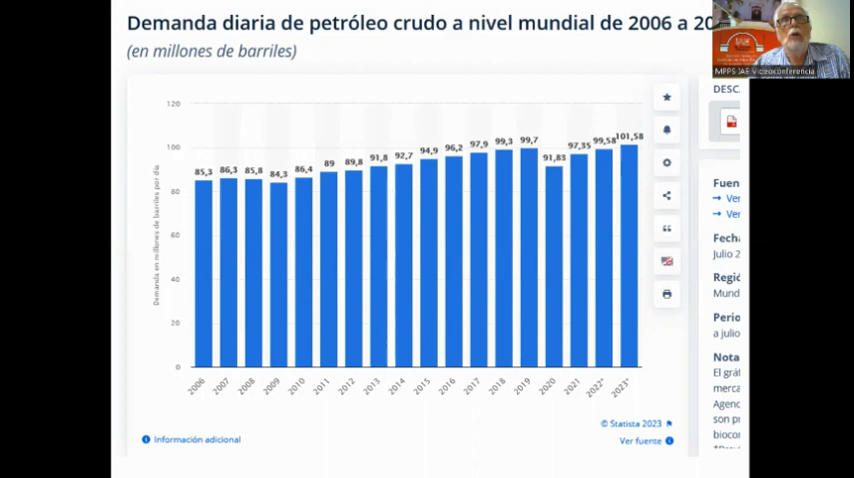 Demanda diaria de petróleo crudo a nivel mundial de 2006 a 20
(en millones de barriles)
MPPS IAE Videoconferencia
DESC
120
100
80
60
40
20
0
Demanda en millones de barriles por día
85,3
86,3
85,8
84,3
86,4
89
89,8
91,8
92,7
94,9
96,2
97,9
99,3
99,7
91,83
97,35
99,58
101,58
2006
2007
2008
2009
2010
2011
2012
2013
2014
2015
2016
2017
2018
2019
2020
2021
2022*
2023*
© Statista 2023
Información adicional
Ver fuente
Fuen
→ Ver
→ Ver
Fecha
Julio 2
Regió
Mund
Perio
a julio
Nota
El gráf
merca
Agenc
son pr
biocor